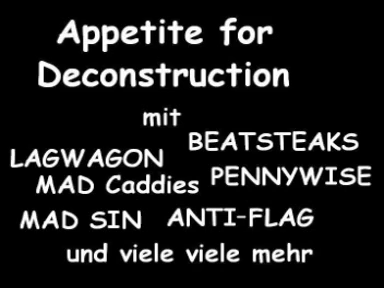 Appetite for
Deconstruction
mit
BEATSTEAKS
LAGWAGON
PENNYWISE
MAD Caddies
MAD SIN ANTI-FLAG
und viele viele mehr